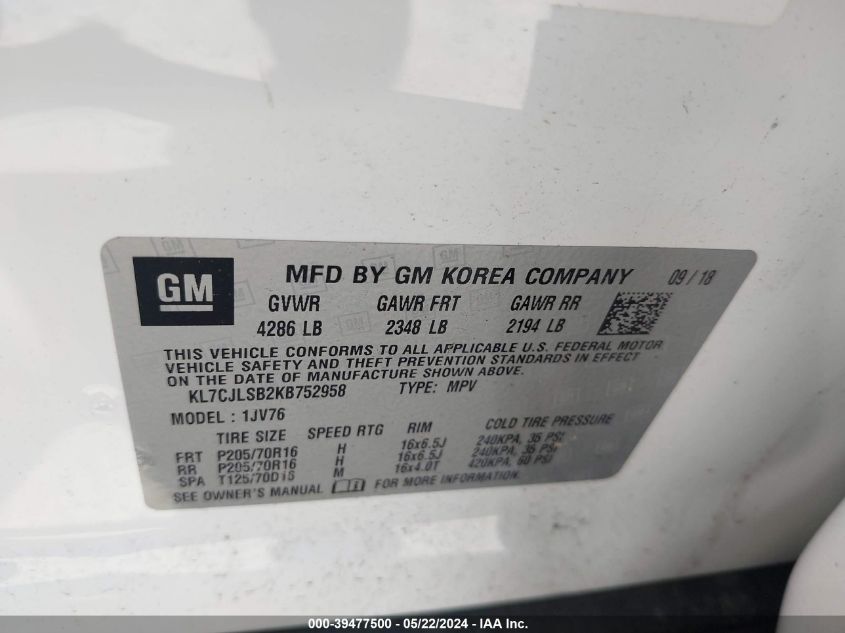 GM
MFD BY GM KOREA COMPANY 09/18
GVWR GAWR FRT GAWR RR
4286 LB 2348 LB 2194 LB
THIS VEHICLE CONFORMS TO ALL APPLICABLE U.S. FEDERAL MOTOR
VEHICLE SAFETY AND THEFT PREVENTION STANDARDS IN EFFECT
ON THE DATE OF MANUFACTURE SHOWN ABOVE.
KL7CJLSB2KB752958 TYPE: MPV
MODEL: 1JV76
TIRE SIZE SPEED RTG RIM COLD TIRE PRESSURE
FRT P205/70R16 H 16x6.5J 240KPA, 35 PSI
RR P205/70R16 H 16x6.5J 240KPA, 35 PSI
SPA T125/70D15 M 16x4.0T 420KPA, 60 PSI
SEE OWNER'S MANUAL FOR MORE INFORMATION.
000-39477500 - 05/22/2024 - IAA Inc.